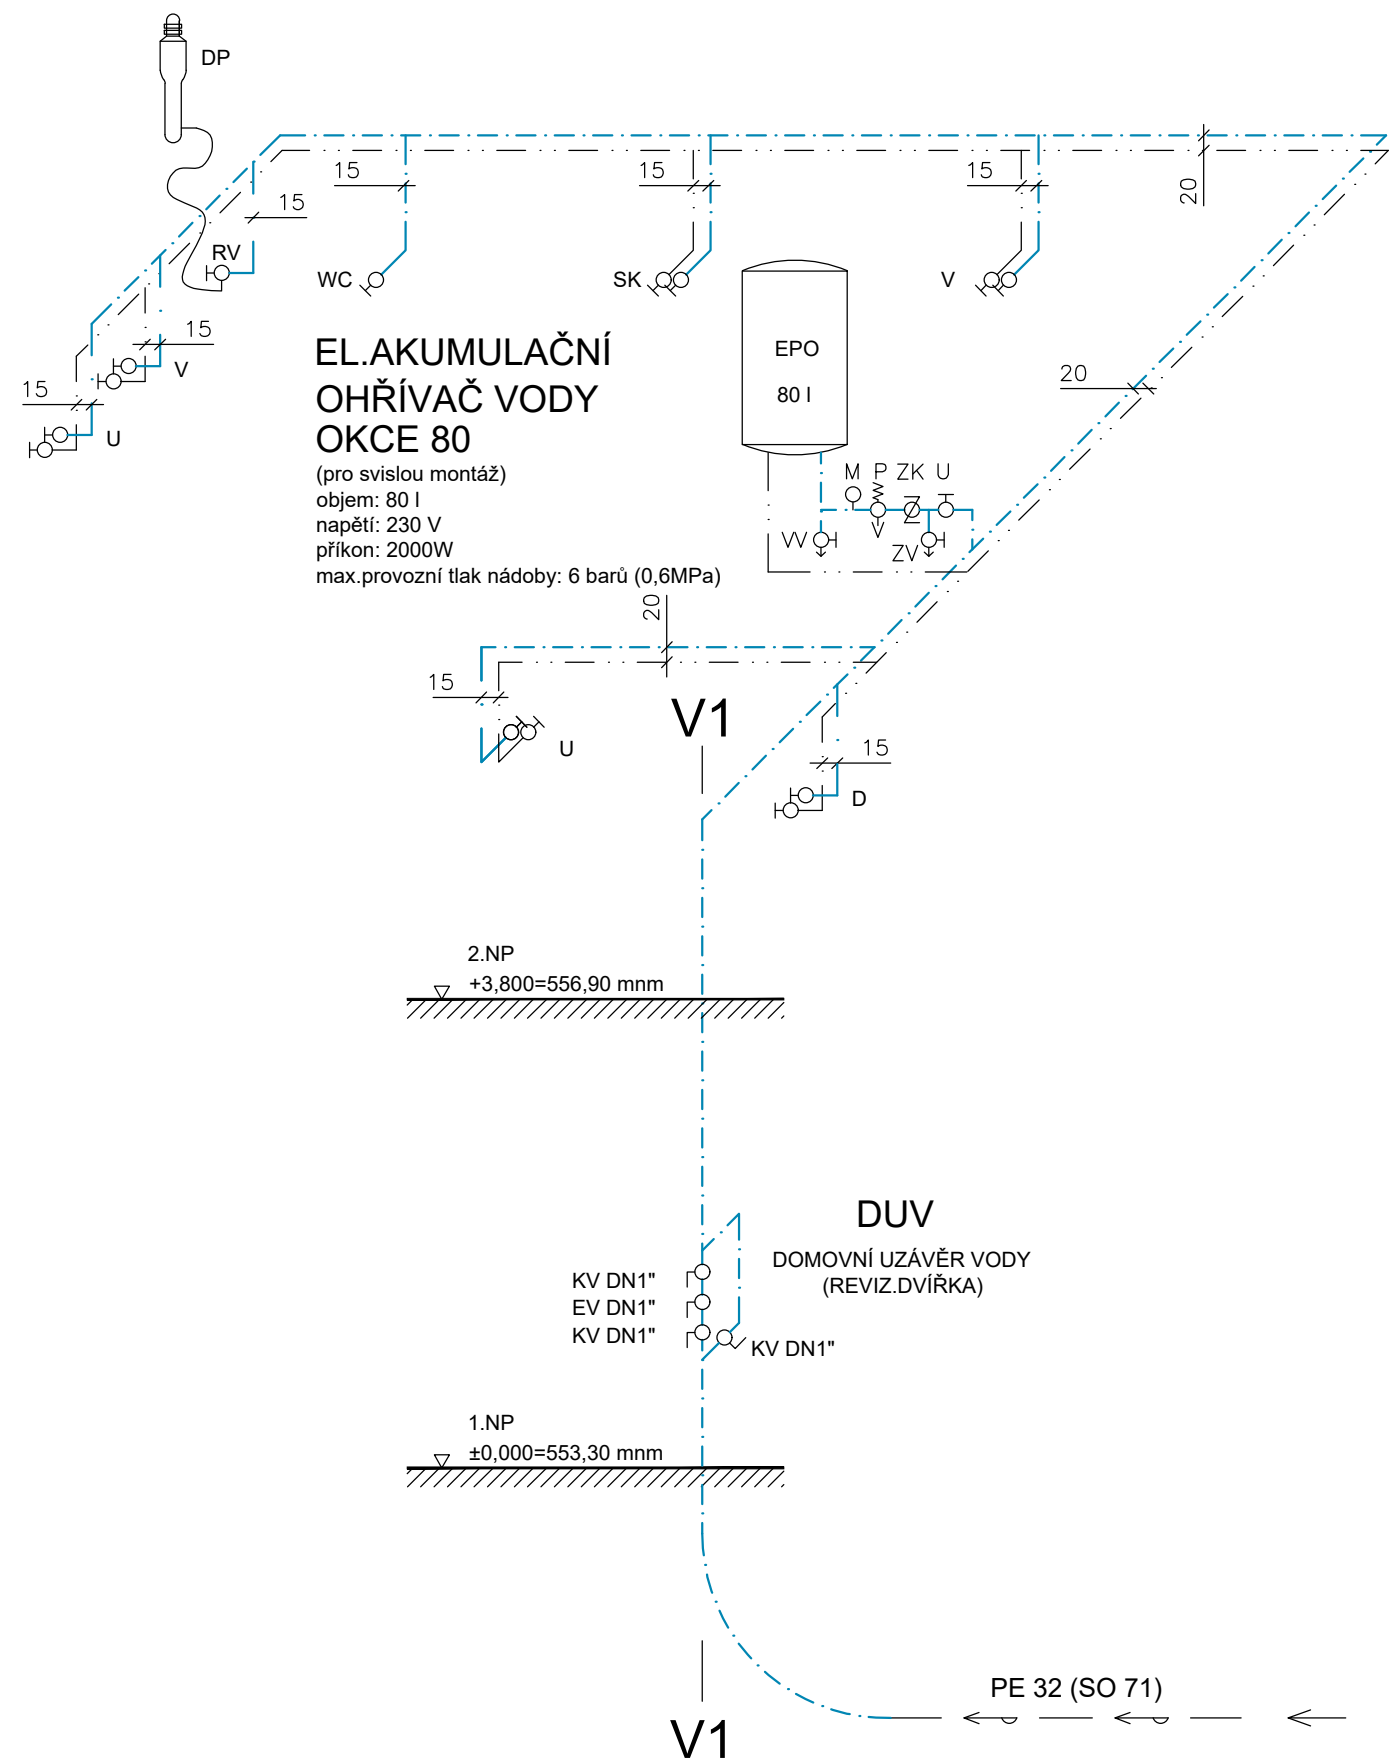 DP
15
15
15
20
15
RV
WC
SK
V
EL.AKUMULAČNÍ
OHŘÍVAČ VODY
OKCE 80
(pro svislou montáž)
objem: 80 l
napětí: 230 V
příkon: 2000W
max.provozní tlak nádoby: 6 barů (0,6MPa)
15
V
15
U
EPO
80 l
20
M P ZK U
VV
ZV
20
15
U
V1
15
D
2.NP
+3,800=556,90 mnm
DUV
DOMOVNÍ UZÁVĚR VODY
(REVIZ.DVÍŘKA)
KV DN1"
EV DN1"
KV DN1"
KV DN1"
1.NP
±0,000=553,30 mnm
PE 32 (SO 71)
V1